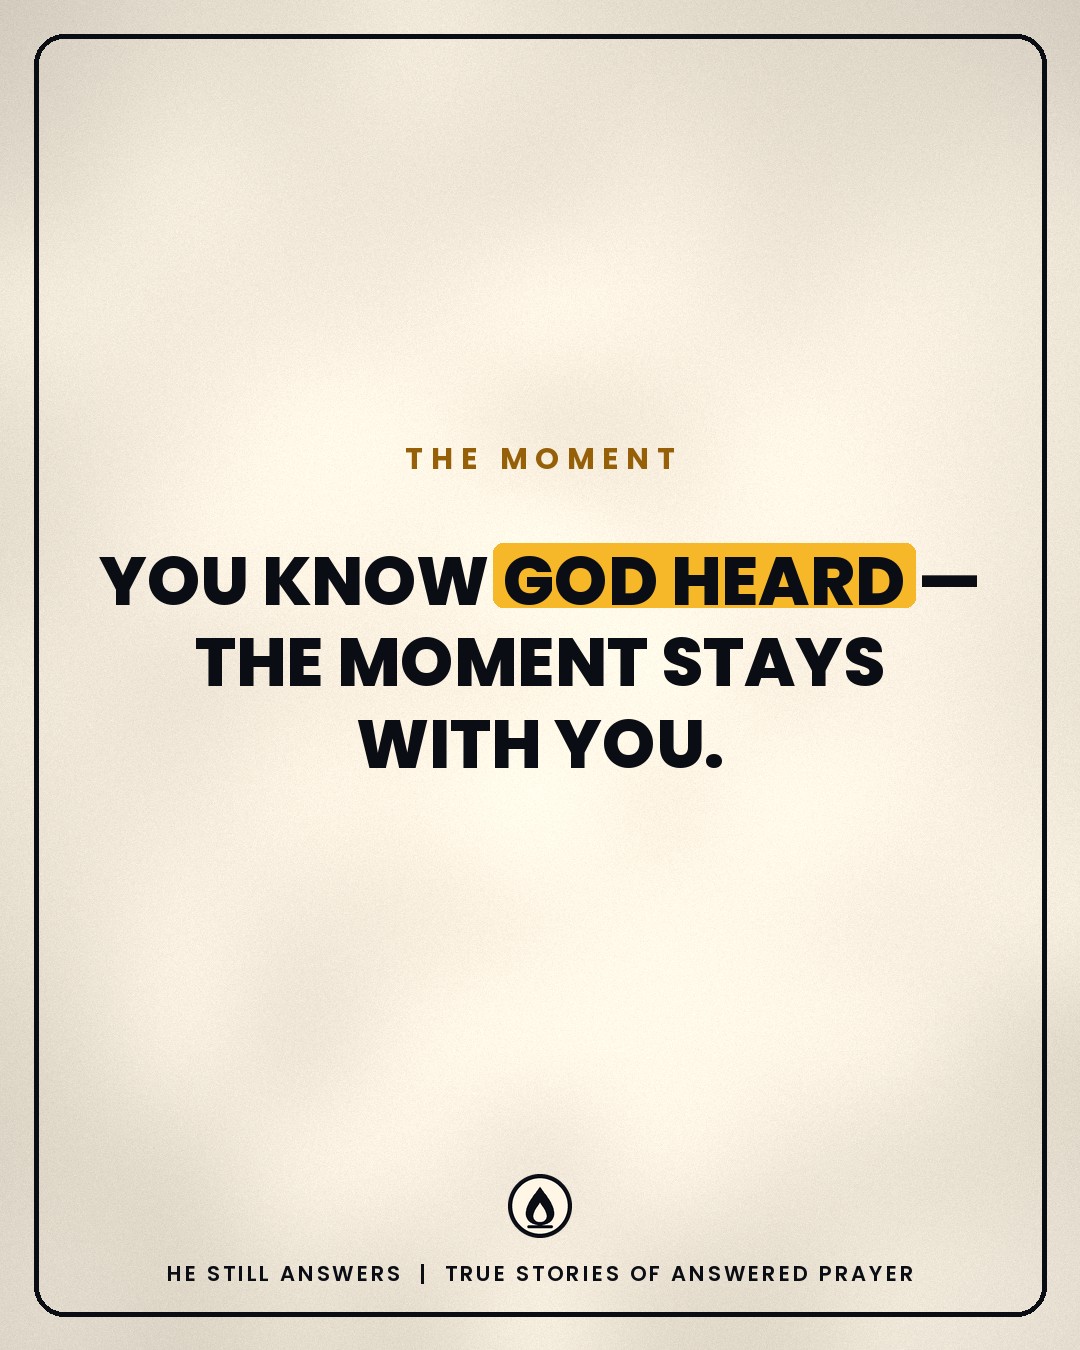 THE MOMENT
YOU KNOW GOD HEARD —
THE MOMENT STAYS
WITH YOU.
HE STILL ANSWERS | TRUE STORIES OF ANSWERED PRAYER